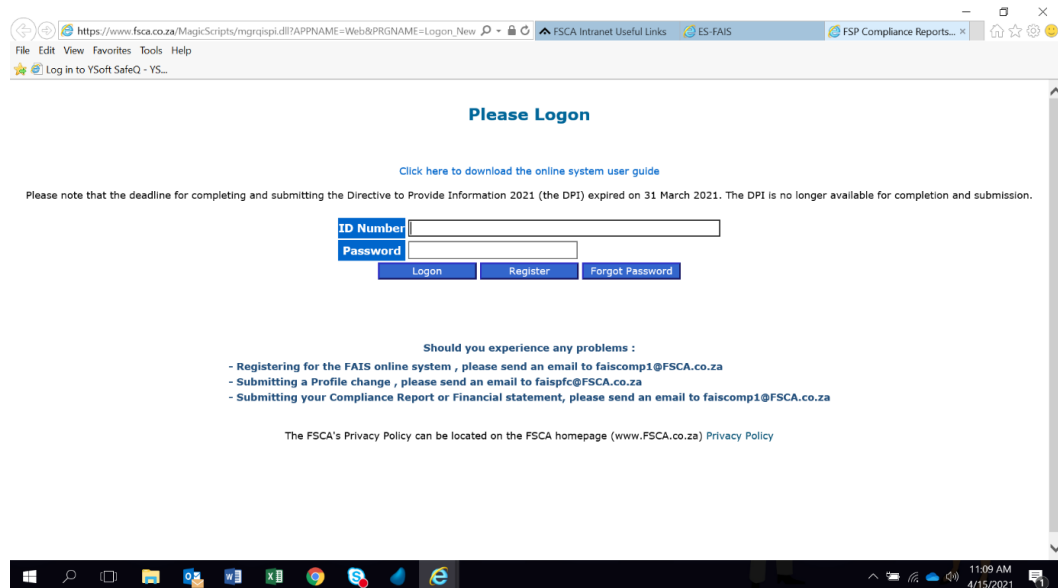 https://www.fsca.co.za/MagicScripts/mgrqispi.dll?APPNAME=Web&PRGNAME=Logon_New
FSCA Intranet Useful Links
ES-FAIS
FSP Compliance Reports...
File Edit View Favorites Tools Help
Log in to YSoft SafeQ - YS...
Please Logon
Click here to download the online system user guide
Please note that the deadline for completing and submitting the Directive to Provide Information 2021 (the DPI) expired on 31 March 2021. The DPI is no longer available for completion and submission.
ID Number
Password
Logon Register Forgot Password
Should you experience any problems :
- Registering for the FAIS online system , please send an email to faiscomp1@FSCA.co.za
- Submitting a Profile change , please send an email to faispfc@FSCA.co.za
- Submitting your Compliance Report or Financial statement, please send an email to faiscomp1@FSCA.co.za
The FSCA's Privacy Policy can be located on the FSCA homepage (www.FSCA.co.za) Privacy Policy
11:09 AM
4/15/2021